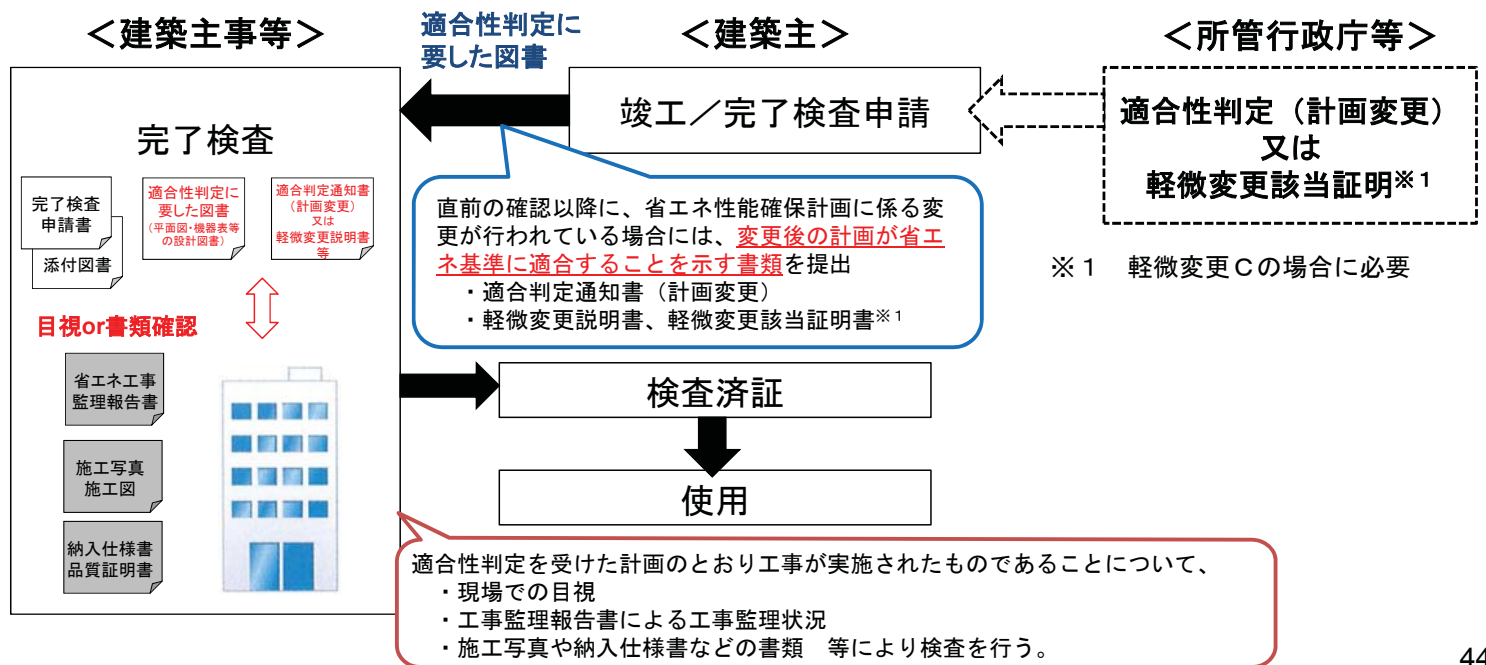 ＜建築主事等＞
適合性判定に
要した図書
＜建築主＞
＜所管行政庁等＞
完了検査
完了検査
申請書
添付図書
適合性判定に
要した図書
（平面図・機器表等
の設計図書）
適合判定通知書
（計画変更）
又は
軽微変更説明書
等
目視or書類確認
省エネ工事
監理報告書
施工写真
施工図
納入仕様書
品質証明書
竣工／完了検査申請
適合性判定（計画変更）
又は
軽微変更該当証明※1
※１　軽微変更Ｃの場合に必要
直前の確認以降に、省エネ性能確保計画に係る変
更が行われている場合には、変更後の計画が省エ
ネ基準に適合することを示す書類を提出
・適合判定通知書（計画変更）
・軽微変更説明書、軽微変更該当証明書※1
検査済証
使用
適合性判定を受けた計画のとおり工事が実施されたものであることについて、
・現場での目視
・工事監理報告書による工事監理状況
・施工写真や納入仕様書などの書類　等により検査を行う。
44